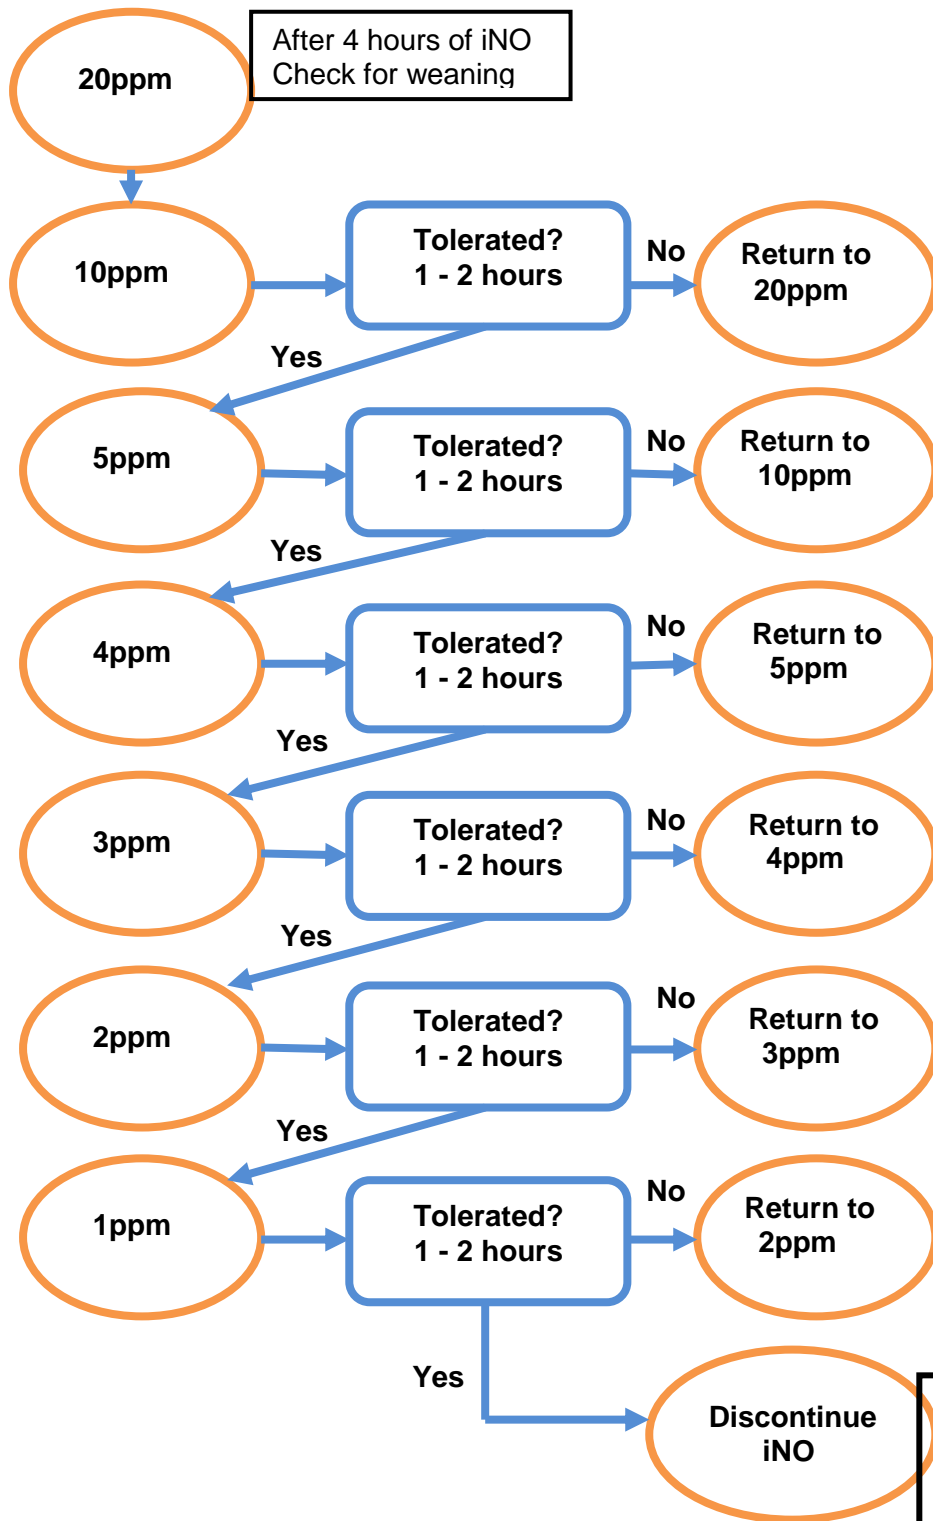 20ppm
After 4 hours of iNO
Check for weaning
10ppm
Tolerated?
1 - 2 hours
No
Return to
20ppm
Yes
5ppm
Tolerated?
1 - 2 hours
No
Return to
10ppm
Yes
4ppm
Tolerated?
1 - 2 hours
No
Return to
5ppm
Yes
3ppm
Tolerated?
1 - 2 hours
No
Return to
4ppm
Yes
2ppm
Tolerated?
1 - 2 hours
No
Return to
3ppm
Yes
1ppm
Tolerated?
1 - 2 hours
No
Return to
2ppm
Yes
Discontinue
iNO